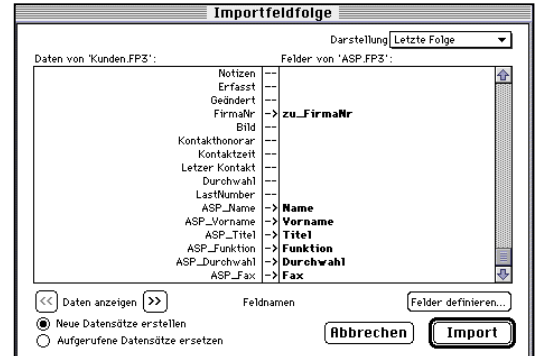 Importfeldfolge
Darstellung Letzte Folge
Daten von 'Kunden.FP3': Felder von 'ASP.FP3':
Notizen --
Erfasst --
Geändert --
FirmaNr -> zu_FirmaNr
Bild --
Kontakthonorar --
Kontaktzeit --
Letzer Kontakt --
Durchwahl --
LastNumber --
ASP_Name -> Name
ASP_Vorname -> Vorname
ASP_Titel -> Titel
ASP_Funktion -> Funktion
ASP_Durchwahl -> Durchwahl
ASP_Fax -> Fax
<< Daten anzeigen >> Feldnamen Felder definieren...
Neue Datensätze erstellen
Aufgerufene Datensätze ersetzen
Abbrechen Import